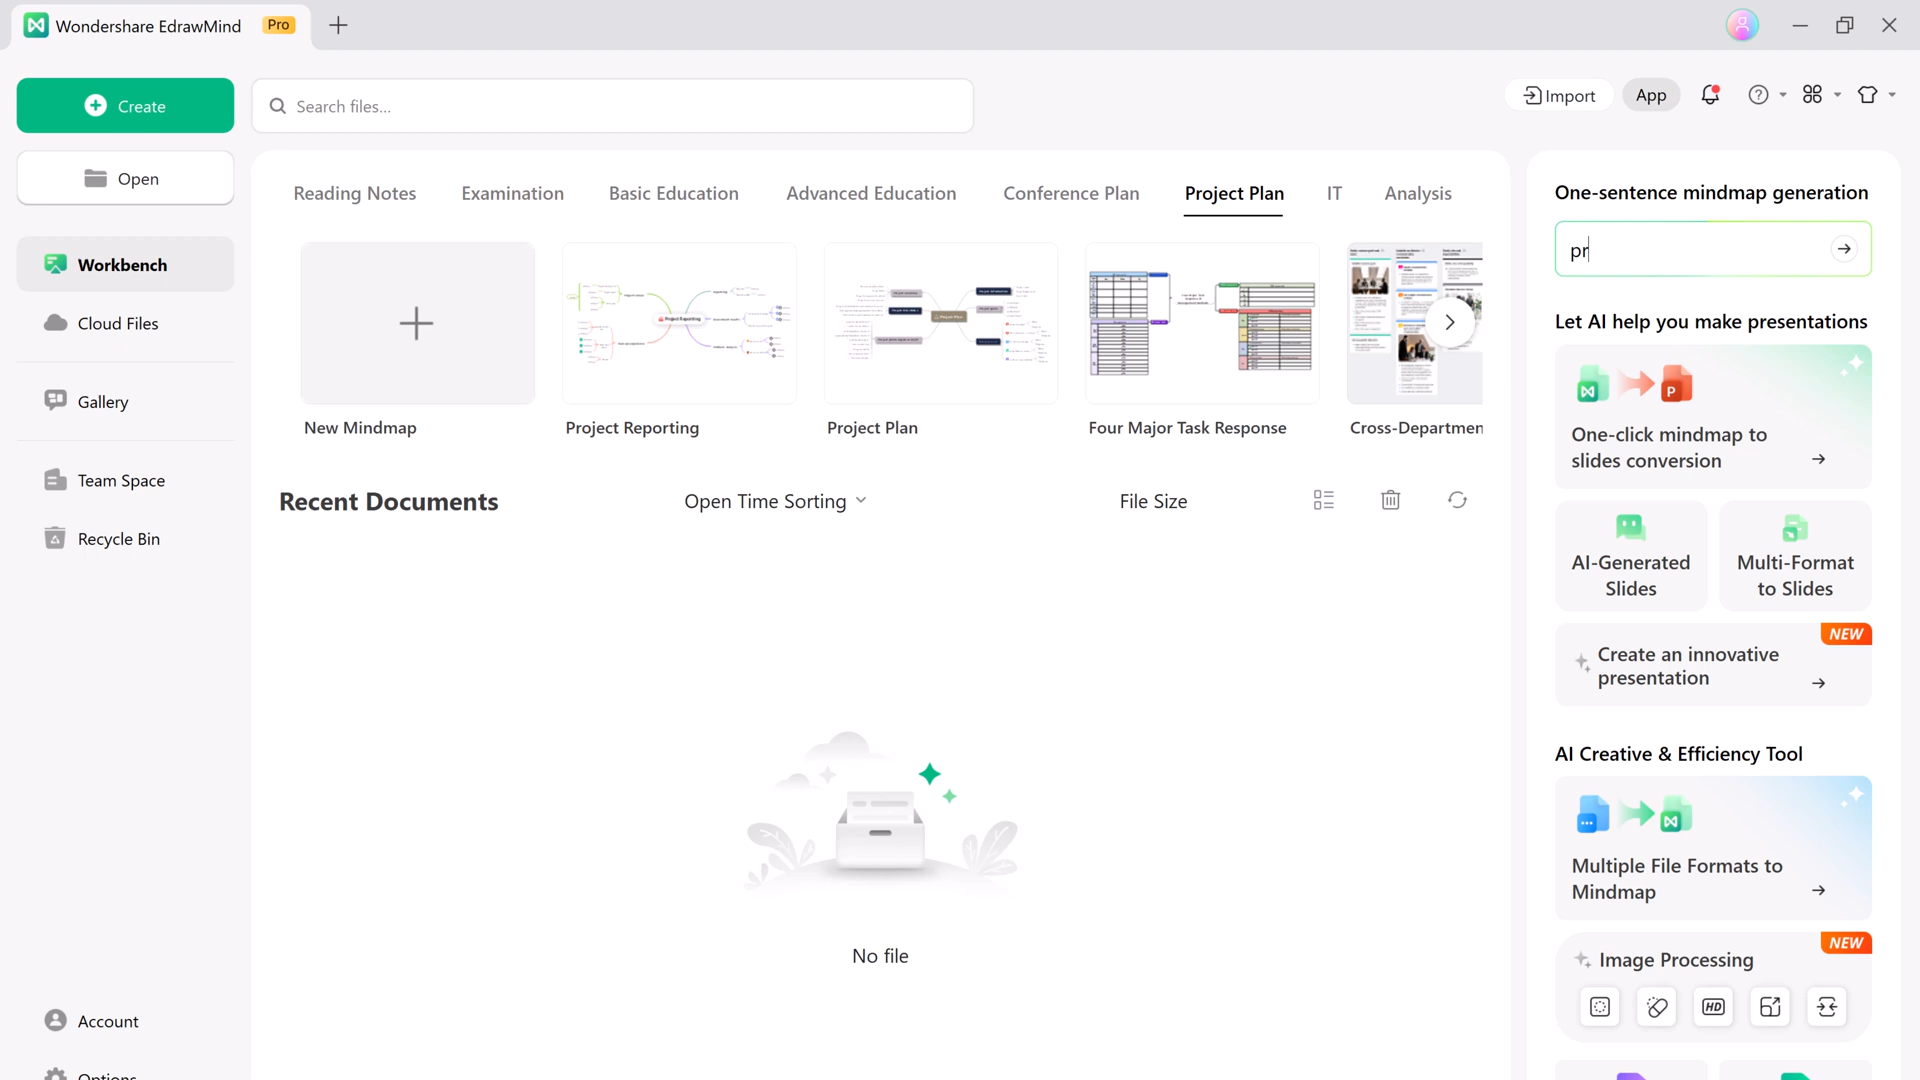 Wondershare EdrawMind Pro
Create
Search files...
Import
App
Open
Workbench
Cloud Files
Gallery
Team Space
Recycle Bin
Account
Options
Reading Notes
Examination
Basic Education
Advanced Education
Conference Plan
Project Plan
IT
Analysis
New Mindmap
Project Reporting
Project Plan
Four Major Task Response
Cross-Departmen
Recent Documents
Open Time Sorting
File Size
No file
One-sentence mindmap generation
pr
Let AI help you make presentations
P
One-click mindmap to
slides conversion
AI-Generated
Slides
Multi-Format
to Slides
NEW
Create an innovative
presentation
AI Creative & Efficiency Tool
Multiple File Formats to
Mindmap
NEW
Image Processing
HD